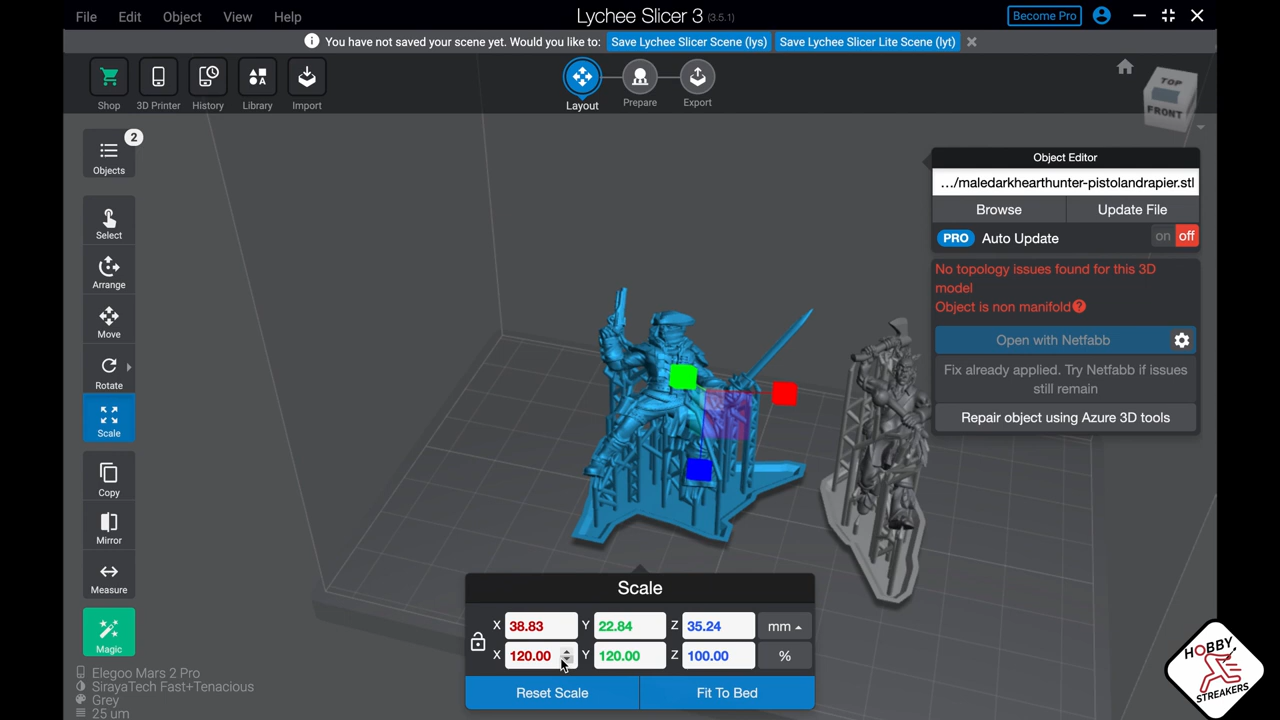 File Edit Object View Help
Lychee Slicer 3 (3.5.1)
Become Pro
You have not saved your scene yet. Would you like to: Save Lychee Slicer Scene (lys) Save Lychee Slicer Lite Scene (lyt)
Shop 3D Printer History Library Import
Layout Prepare Export
TOP
FRONT
2
Objects
Select
Arrange
Move
Rotate
Scale
Copy
Mirror
Measure
Magic
Elegoo Mars 2 Pro
SirayaTech Fast+Tenacious
Grey
25 um
Object Editor
…/maledarkhearthunter-pistolandrapier.stl
Browse Update File
PRO Auto Update on off
No topology issues found for this 3D
model
Object is non manifold ?
Open with Netfabb
Fix already applied. Try Netfabb if issues
still remain
Repair object using Azure 3D tools
Scale
X 38.83 Y 22.84 Z 35.24 mm
X 120.00 Y 120.00 Z 100.00 %
Reset Scale Fit To Bed
HOBBY
STREAKERS